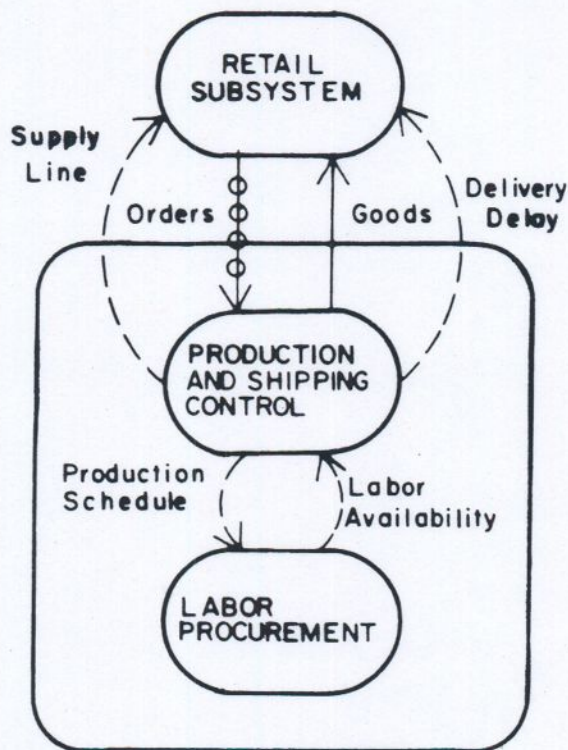 RETAIL
SUBSYSTEM
Supply
Line
Orders
Goods
Delivery
Delay
PRODUCTION
AND SHIPPING
CONTROL
Production
Schedule
Labor
Availability
LABOR
PROCUREMENT